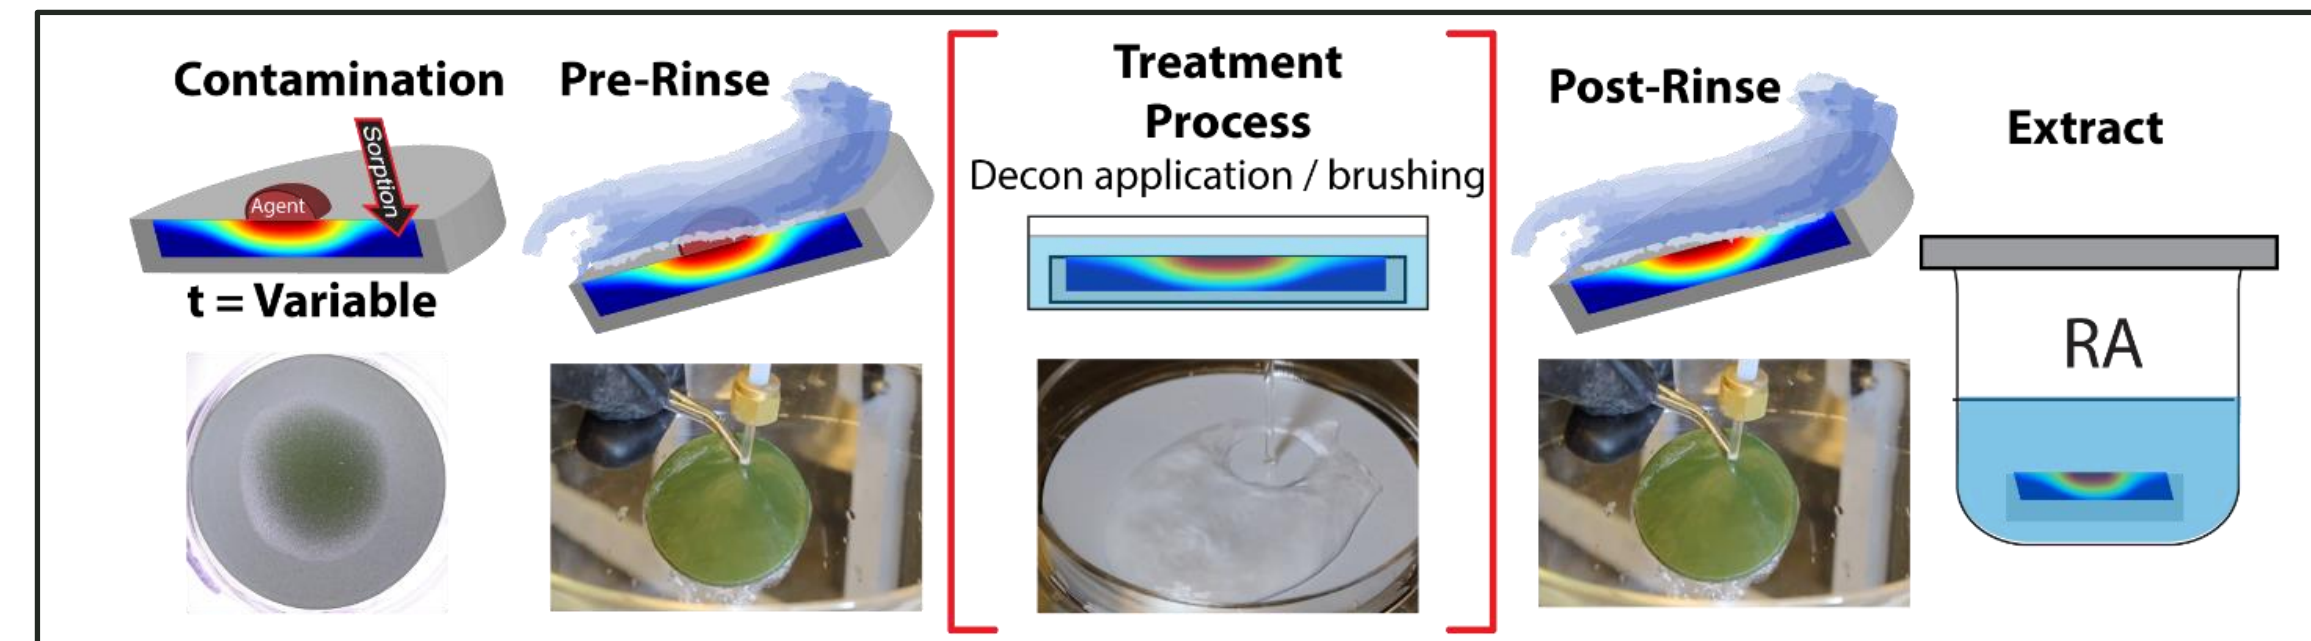 Contamination
Sorption
Agent
t = Variable
Pre-Rinse
Treatment
Process
Decon application / brushing
Post-Rinse
Extract
RA